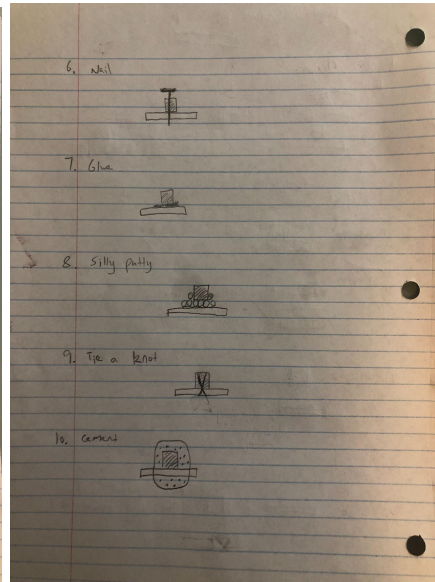 6. Nail
7. Glue
8. Silly putty
9. Tie a knot
10. cement